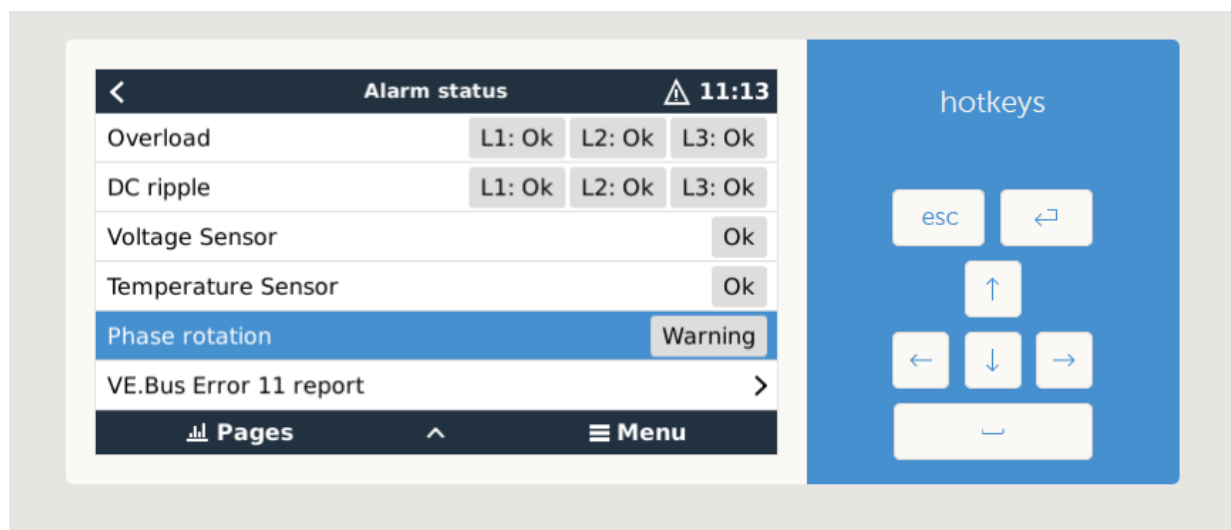 Alarm status 11:13
Overload L1: Ok L2: Ok L3: Ok
DC ripple L1: Ok L2: Ok L3: Ok
Voltage Sensor Ok
Temperature Sensor Ok
Phase rotation Warning
VE.Bus Error 11 report
Pages Menu
hotkeys
esc